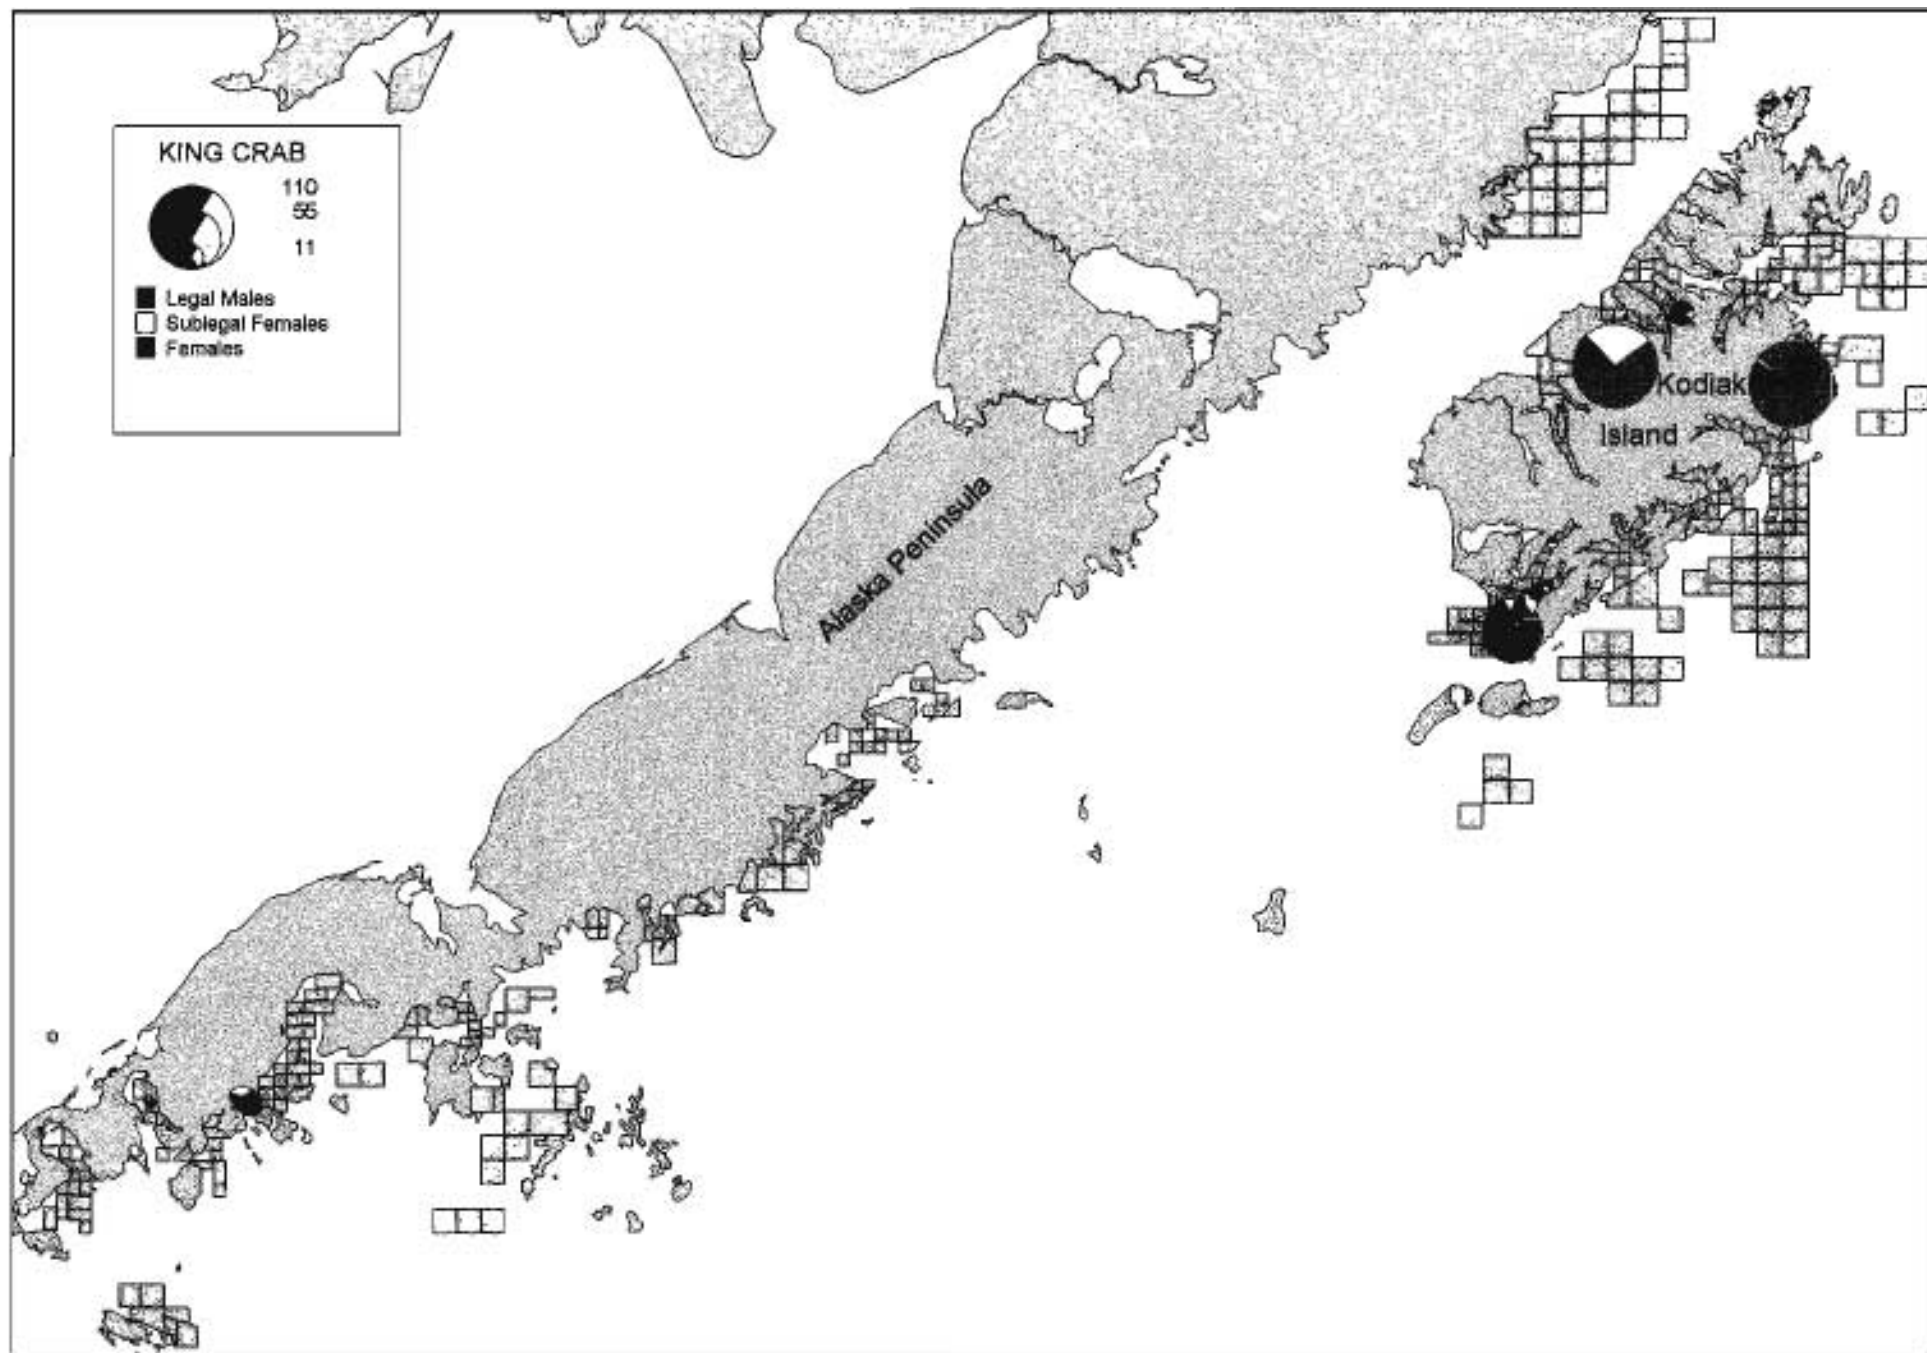 KING CRAB
110
55
11
Legal Males
Sublegal Females
Females
Kodiak
Island
Alaska Peninsula